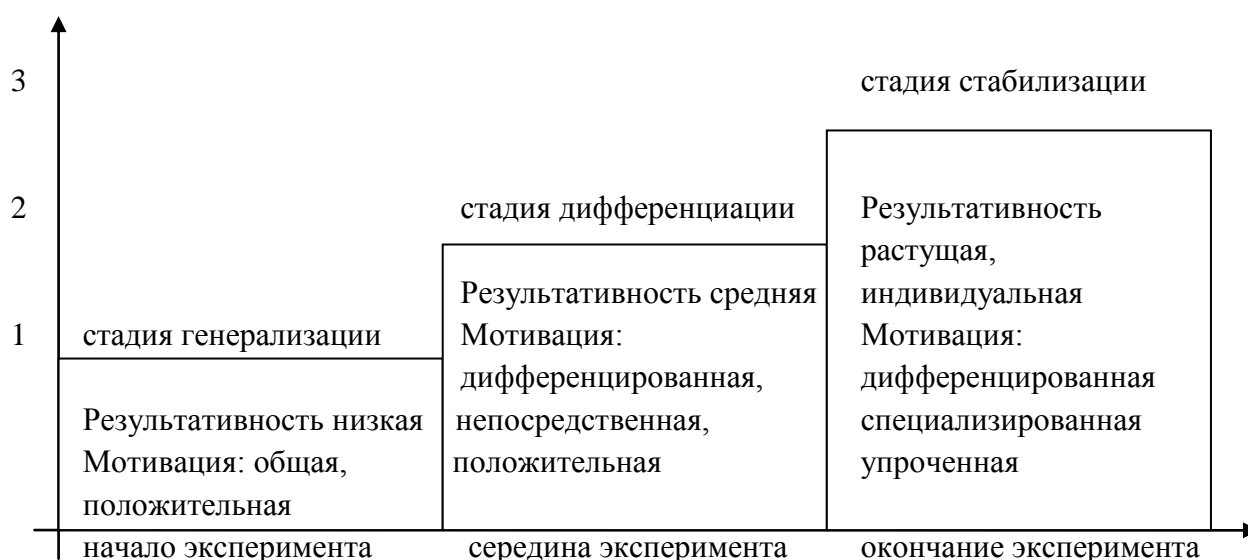 3
стадия стабилизации
2
стадия дифференциации
Результативность
растущая,
индивидуальная
Мотивация:
дифференцированная
специализированная
упроченная
Результативность средняя
Мотивация:
дифференцированная,
непосредственная,
положительная
1
стадия генерализации
Результативность низкая
Мотивация: общая,
положительная
начало эксперимента
середина эксперимента
окончание эксперимента